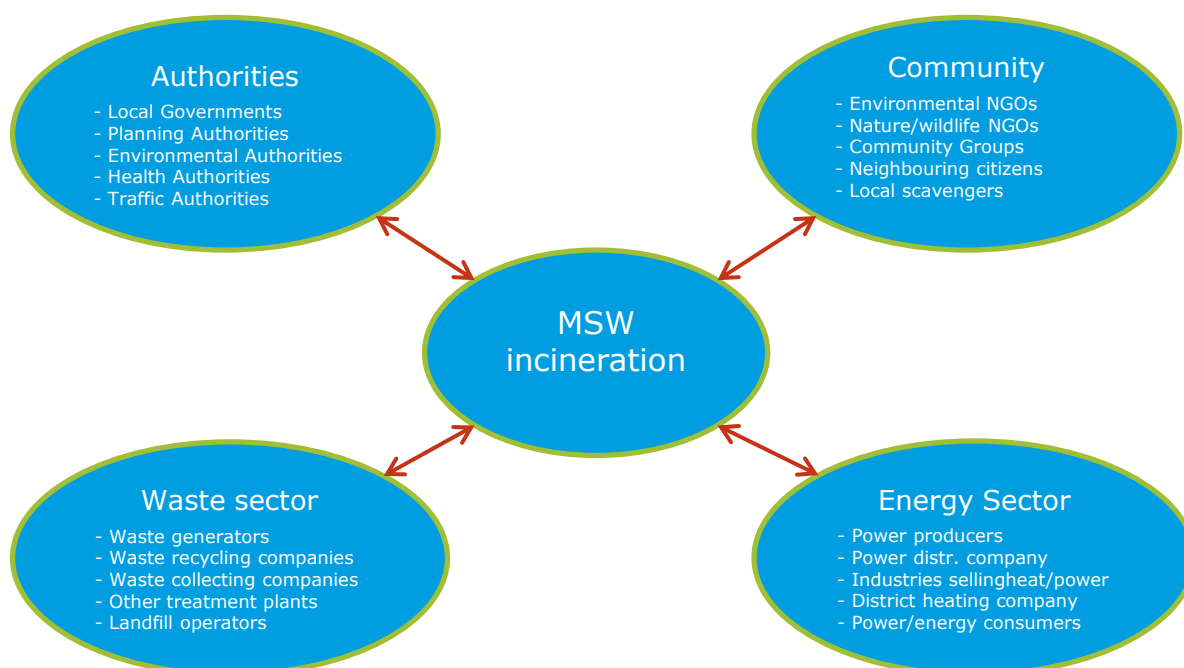 Authorities
- Local Governments
- Planning Authorities
- Environmental Authorities
- Health Authorities
- Traffic Authorities
Community
- Environmental NGOs
- Nature/wildlife NGOs
- Community Groups
- Neighbouring citizens
- Local scavengers
MSW
incineration
Waste sector
- Waste generators
- Waste recycling companies
- Waste collecting companies
- Other treatment plants
- Landfill operators
Energy Sector
- Power producers
- Power distr. company
- Industries sellingheat/power
- District heating company
- Power/energy consumers